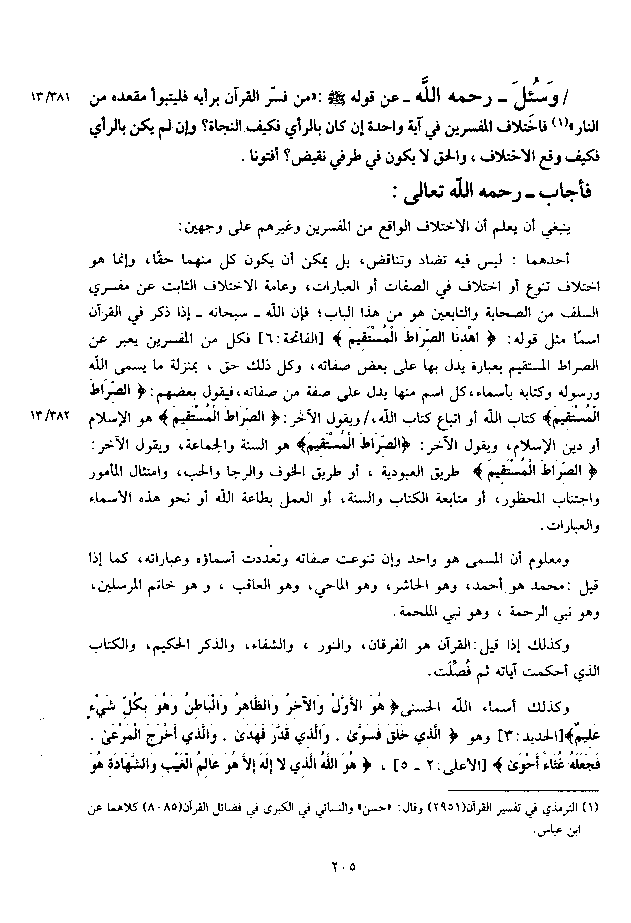 ١٣/٣٨١ / وَسُئلَ ـ رحمه اللَّه ـ عن قوله ﷺ : «من فسّر القرآن برأيه فليتبوأ مقعده من
النار»(١) فاختلاف المفسرين في آية واحدة إن كان بالرأي فكيف النجاة؟ وإن لم يكن بالرأي
فكيف وقع الاختلاف ، والحق لا يكون في طرفي نقيض؟ أفتونا .
فأجاب ـ رحمه اللّه تعالى :
ينبغي أن يعلم أن الاختلاف الواقع من المفسرين وغيرهم على وجهين:
أحدهما : ليس فيه تضاد وتناقض، بل يمكن أن يكون كل منهما حقًا، وإنما هو
اختلاف تنوع أو اختلاف في الصفات أو العبارات، وعامة الاختلاف الثابت عن مفسري
السلف من الصحابة والتابعين هو من هذا الباب؛ فإن الله ـ سبحانه ـ إذا ذكر في القرآن
اسمًا مثل قوله: ﴿ اهْدِنَا الصِّرَاطَ الْمُسْتَقِيمَ ﴾ [الفاتحة:٦] فكل من المفسرين يعبر عن
الصراط المستقيم بعبارة يدل بها على بعض صفاته، وكل ذلك حق ، بمنزلة ما يسمى الله
ورسوله وكتابه بأسماء، كل اسم منها يدل على صفة من صفاته، فيقول بعضهم: ﴿ الصِّرَاطَ
١٣/٣٨٢ الْمُسْتَقِيمَ﴾ كتاب الله أو اتباع كتاب الله، / ويقول الآخر: ﴿ الصِّرَاطَ الْمُسْتَقِيمَ ﴾ هو الإسلام
أو دين الإسلام، ويقول الآخر: ﴿الصِّرَاطَ الْمُسْتَقِيمَ﴾ هو السنة والجماعة، ويقول الآخر:
﴿ الصِّرَاطَ الْمُسْتَقِيمَ ﴾ طريق العبودية ، أو طريق الخوف والرجا والحب، وامتثال المأمور
واجتناب المحظور، أو متابعة الكتاب والسنة، أو العمل بطاعة الله أو نحو هذه الأسماء
والعبارات.
ومعلوم أن المسمى هو واحد وإن تنوعت صفاته وتعددت أسماؤه وعباراته، كما إذا
قيل :محمد هو أحمد، وهو الحاشر، وهو الماحي، وهو العاقب ، و هو خاتم المرسلين،
وهو نبي الرحمة ، وهو نبي الملحمة.
وكذلك إذا قيل:القرآن هو الفرقان، والنور ، والشفاء، والذكر الحكيم، والكتاب
الذي أحكمت آياته ثم فُصِّلَت.
وكذلك أسماء الله الحسنى﴿ هُوَ الأَوَّلُ وَالآخِرُ وَالظَّاهِرُ وَالْبَاطِنُ وَهُوَ بِكُلِّ شَيْءٍ
عَلِيمٌ﴾[الحديد:٣] وهو ﴿ الَّذِي خَلَقَ فَسَوَّىٰ . وَالَّذِي قَدَّرَ فَهَدَىٰ . وَالَّذِي أَخْرَجَ الْمَرْعَىٰ .
فَجَعَلَهُ غُثَاءً أَحْوَىٰ ﴾ [الأعلى:٢ ـ ٥] ، ﴿ هُوَ اللَّهُ الَّذِي لا إِلَهَ إِلاَّ هُوَ عَالِمُ الْغَيْبِ وَالشَّهَادَةِ هُوَ
(١) الترمذي في تفسير القرآن(٢٩٥١) وقال: «حسن» والنسائي في الكبرى في فضائل القرآن(٨٠٨٥) كلاهما عن
ابن عباس.
٢٠٥